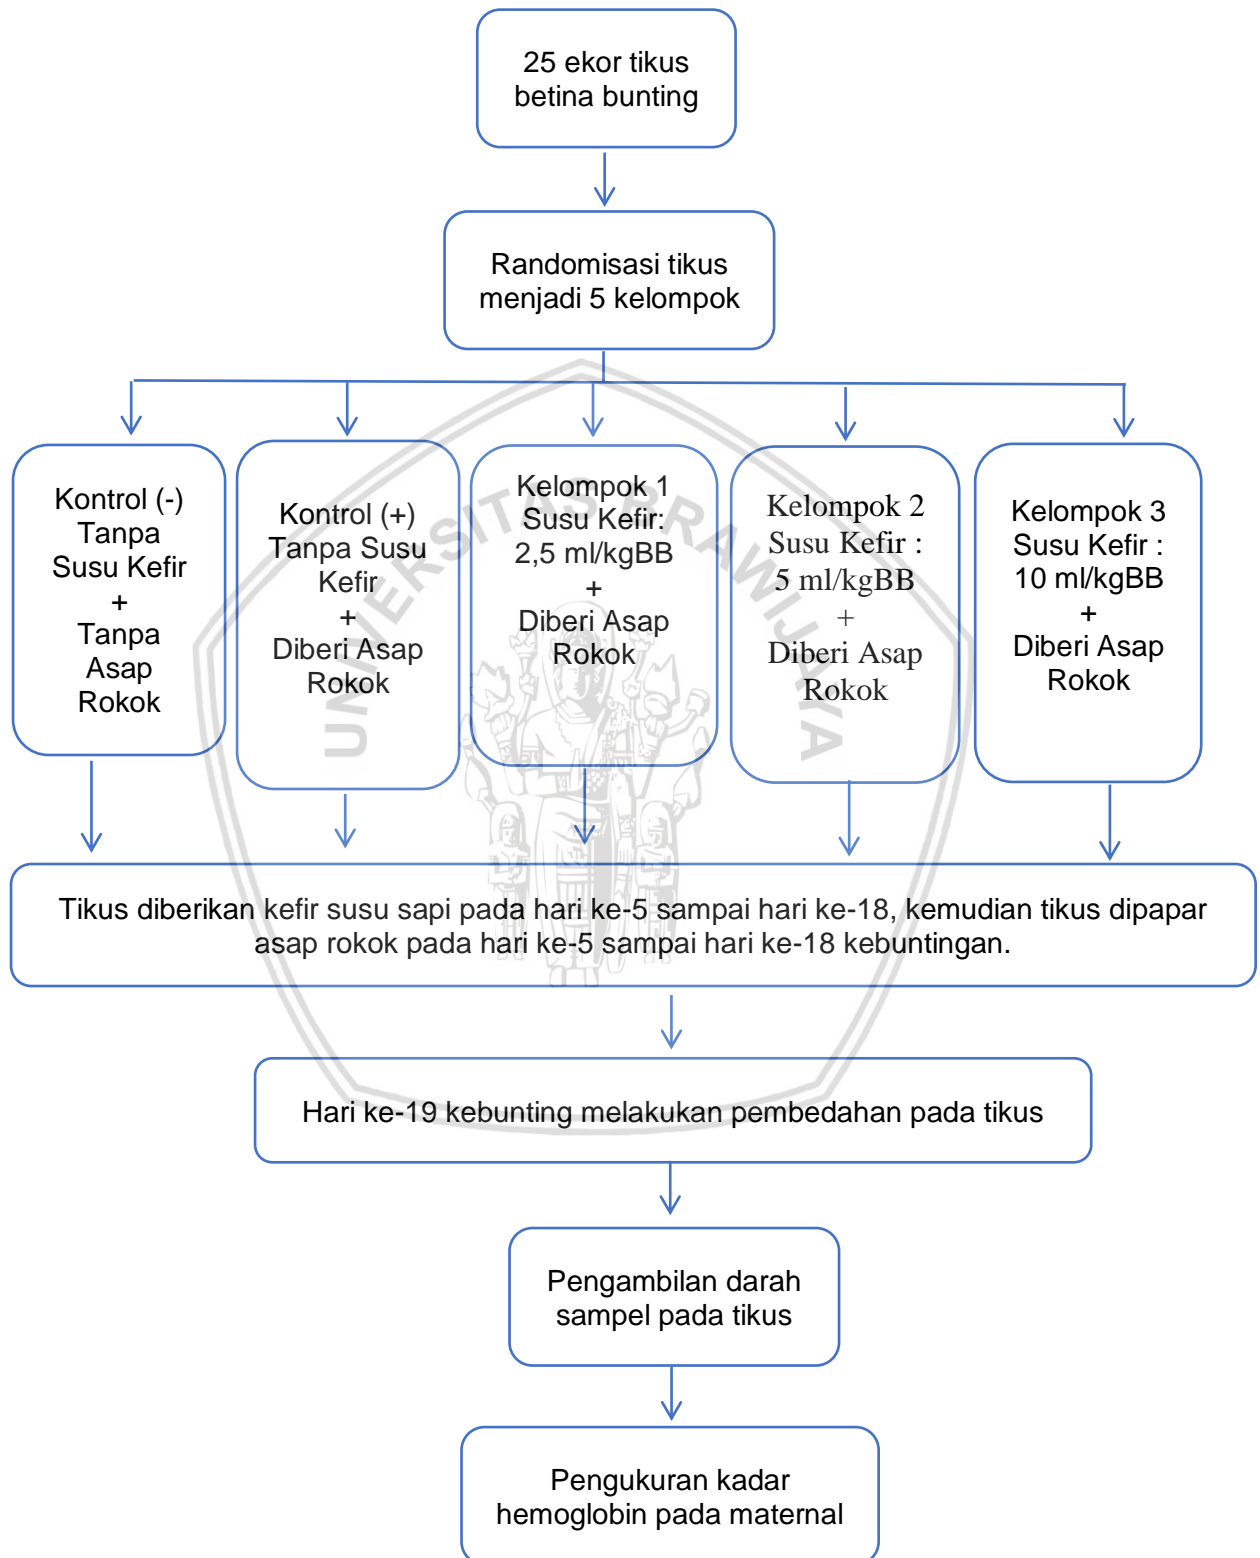 25 ekor tikus
betina bunting
Randomisasi tikus
menjadi 5 kelompok
Kontrol (-)
Tanpa
Susu Kefir
+
Tanpa
Asap
Rokok
Kontrol (+)
Tanpa Susu
Kefir
+
Diberi Asap
Rokok
Kelompok 1
Susu Kefir:
2,5 ml/kgBB
+
Diberi Asap
Rokok
Kelompok 2
Susu Kefir :
5 ml/kgBB
+
Diberi Asap
Rokok
Kelompok 3
Susu Kefir :
10 ml/kgBB
+
Diberi Asap
Rokok
UNIVERSITAS BRAWIJAYA
Tikus diberikan kefir susu sapi pada hari ke-5 sampai hari ke-18, kemudian tikus dipapar
asap rokok pada hari ke-5 sampai hari ke-18 kebuntingan.
Hari ke-19 kebunting melakukan pembedahan pada tikus
Pengambilan darah
sampel pada tikus
Pengukuran kadar
hemoglobin pada maternal